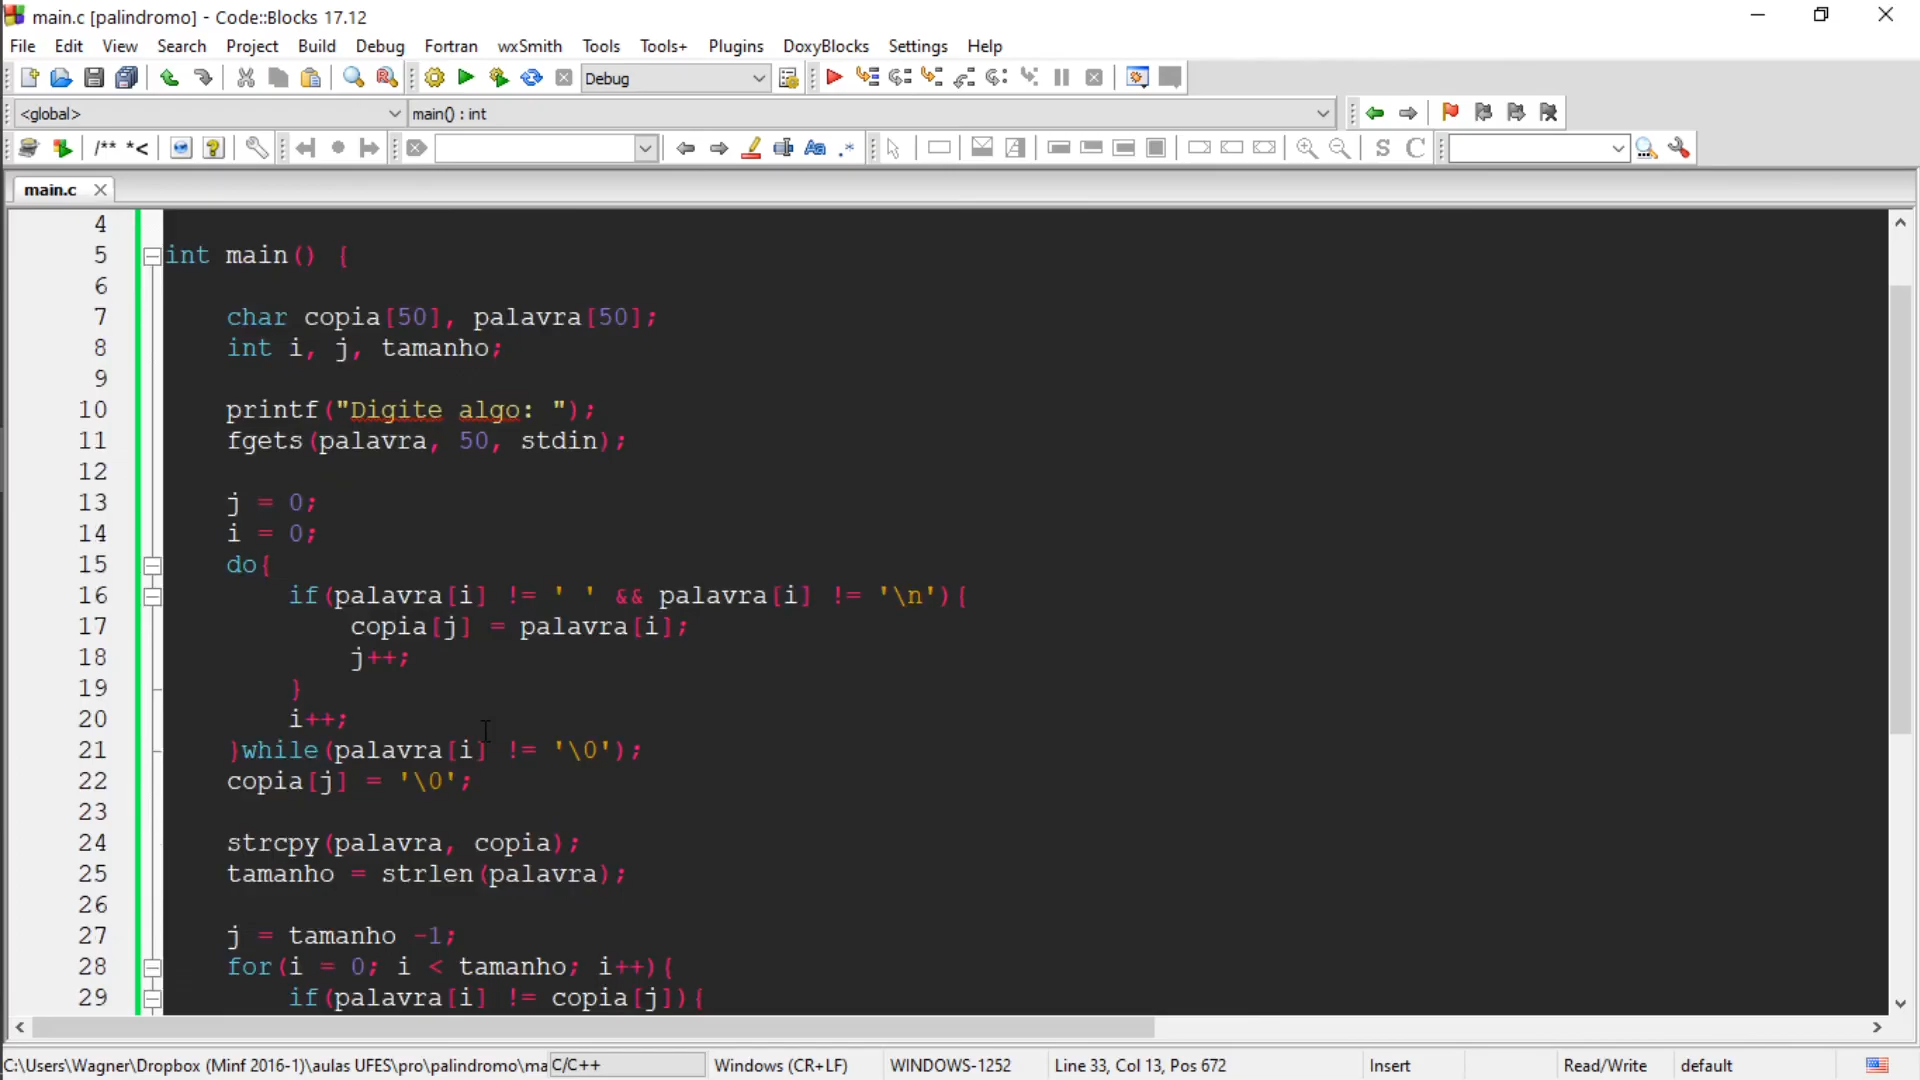 main.c [palindromo] - Code::Blocks 17.12
File Edit View Search Project Build Debug Fortran wxSmith Tools Tools+ Plugins DoxyBlocks Settings Help
Debug
<global> main() : int
/** *<
Aa .* S C
main.c
4
5 int main() {
6
7 char copia[50], palavra[50];
8 int i, j, tamanho;
9
10 printf("Digite algo: ");
11 fgets(palavra, 50, stdin);
12
13 j = 0;
14 i = 0;
15 do{
16 if(palavra[i] != ' ' && palavra[i] != '\n'){
17 copia[j] = palavra[i];
18 j++;
19 }
20 i++;
21 }while(palavra[i] != '\0');
22 copia[j] = '\0';
23
24 strcpy(palavra, copia);
25 tamanho = strlen(palavra);
26
27 j = tamanho -1;
28 for(i = 0; i < tamanho; i++){
29 if(palavra[i] != copia[j]){
C:\Users\Wagner\Dropbox (Minf 2016-1)\aulas UFES\pro\palindromo\ma C/C++ Windows (CR+LF) WINDOWS-1252 Line 33, Col 13, Pos 672 Insert Read/Write default